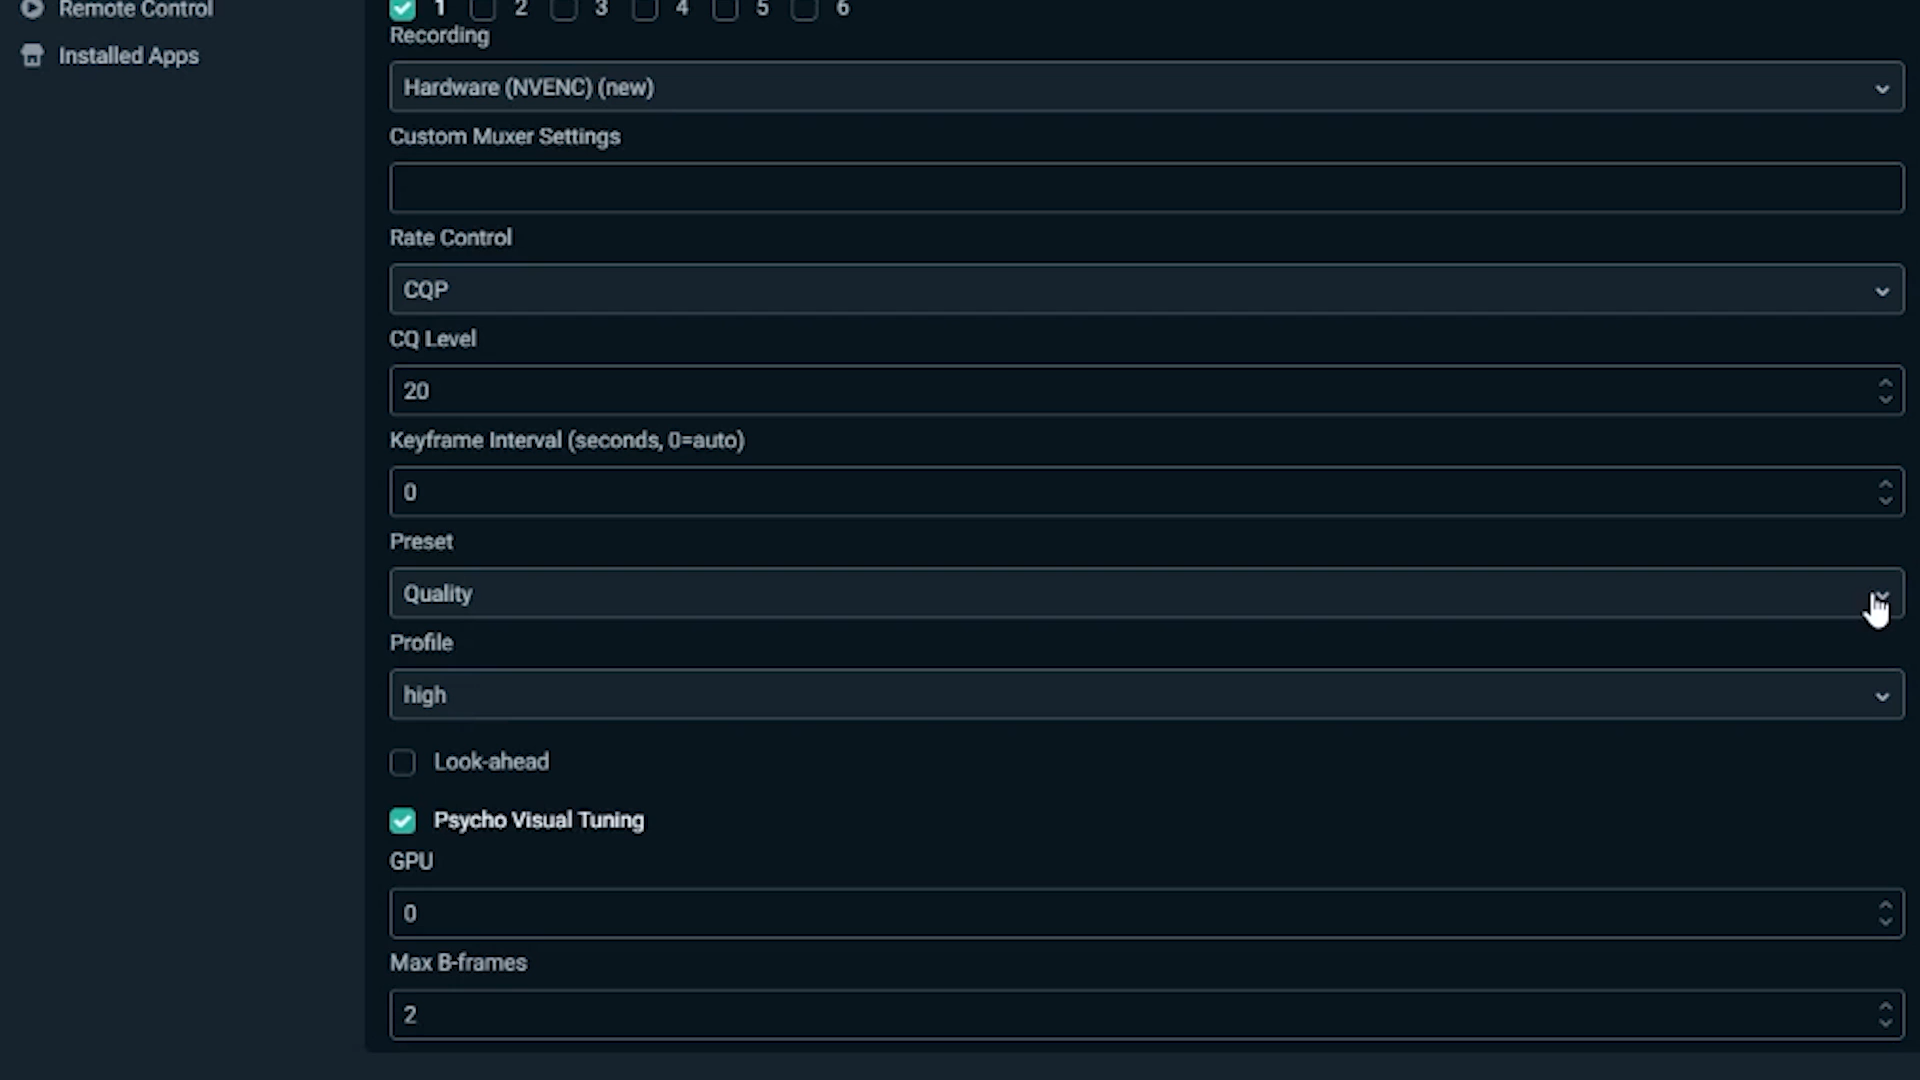 Remote Control
Installed Apps
1 2 3 4 5 6
Recording
Hardware (NVENC) (new)
Custom Muxer Settings
Rate Control
CQP
CQ Level
20
Keyframe Interval (seconds, 0=auto)
0
Preset
Quality
Profile
high
Look-ahead
Psycho Visual Tuning
GPU
0
Max B-frames
2